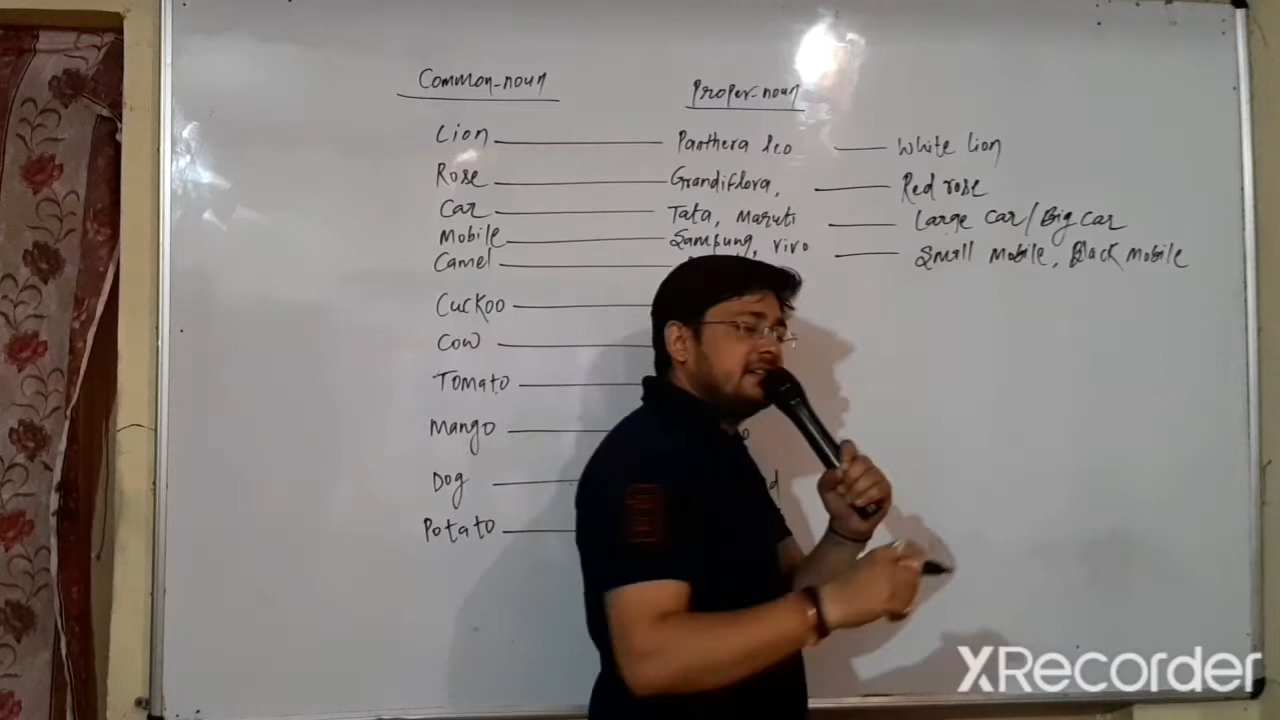 Common-noun Proper-noun
Lion Panthera leo White lion
Rose Grandiflora, Red rose
Car Tata, Maruti Large car/Big car
Mobile Sampung, vivo Small mobile, Black mobile
Camel
Cuckoo
Cow
Tomato
Mango
Dog
Potato
XRecorder